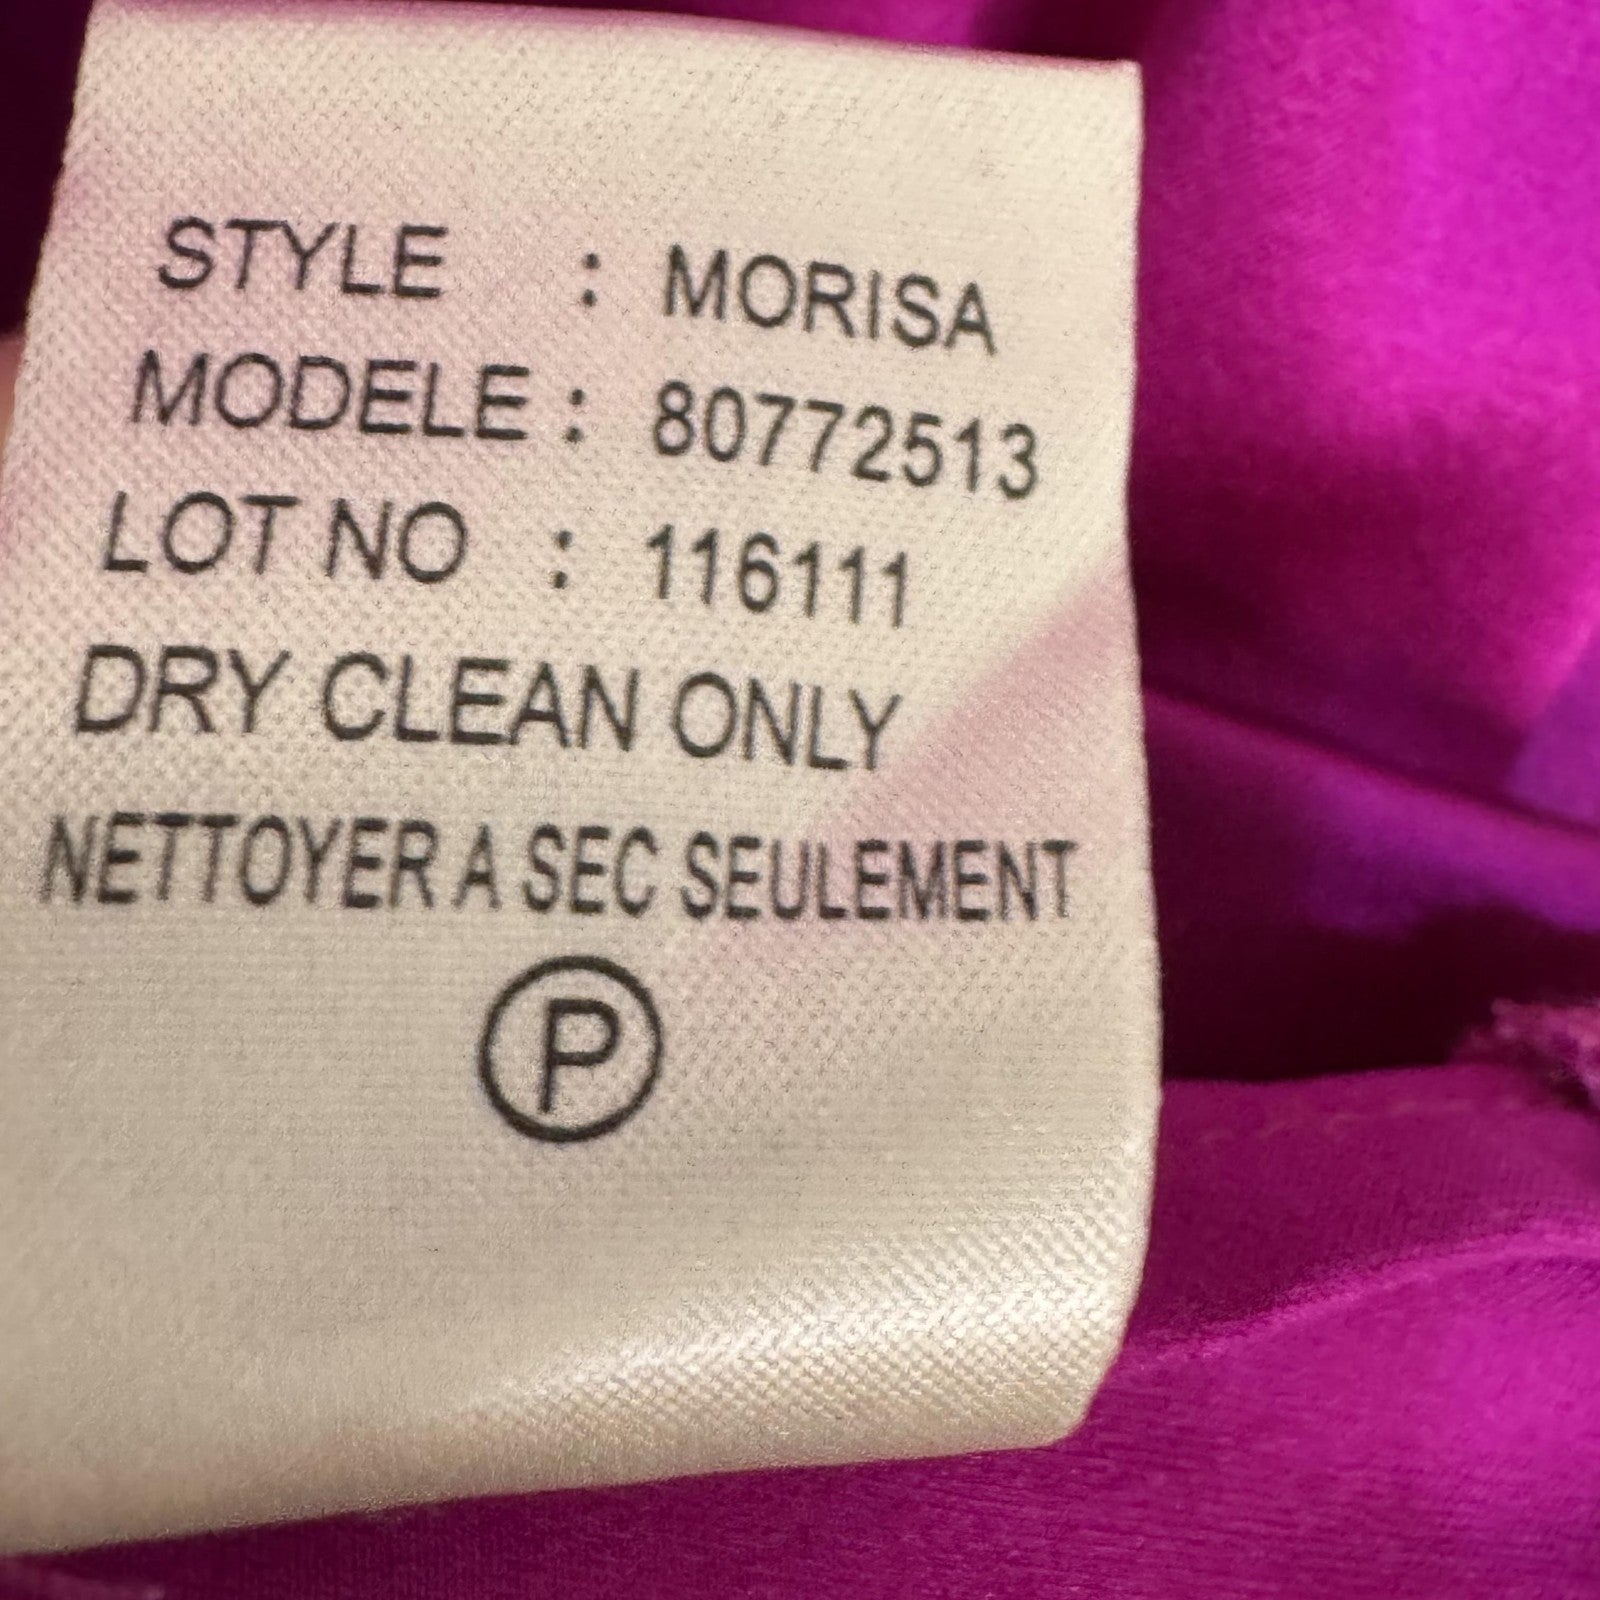 STYLE : MORISA
MODELE : 80772513
LOT NO : 116111
DRY CLEAN ONLY
NETTOYER A SEC SEULEMENT
P